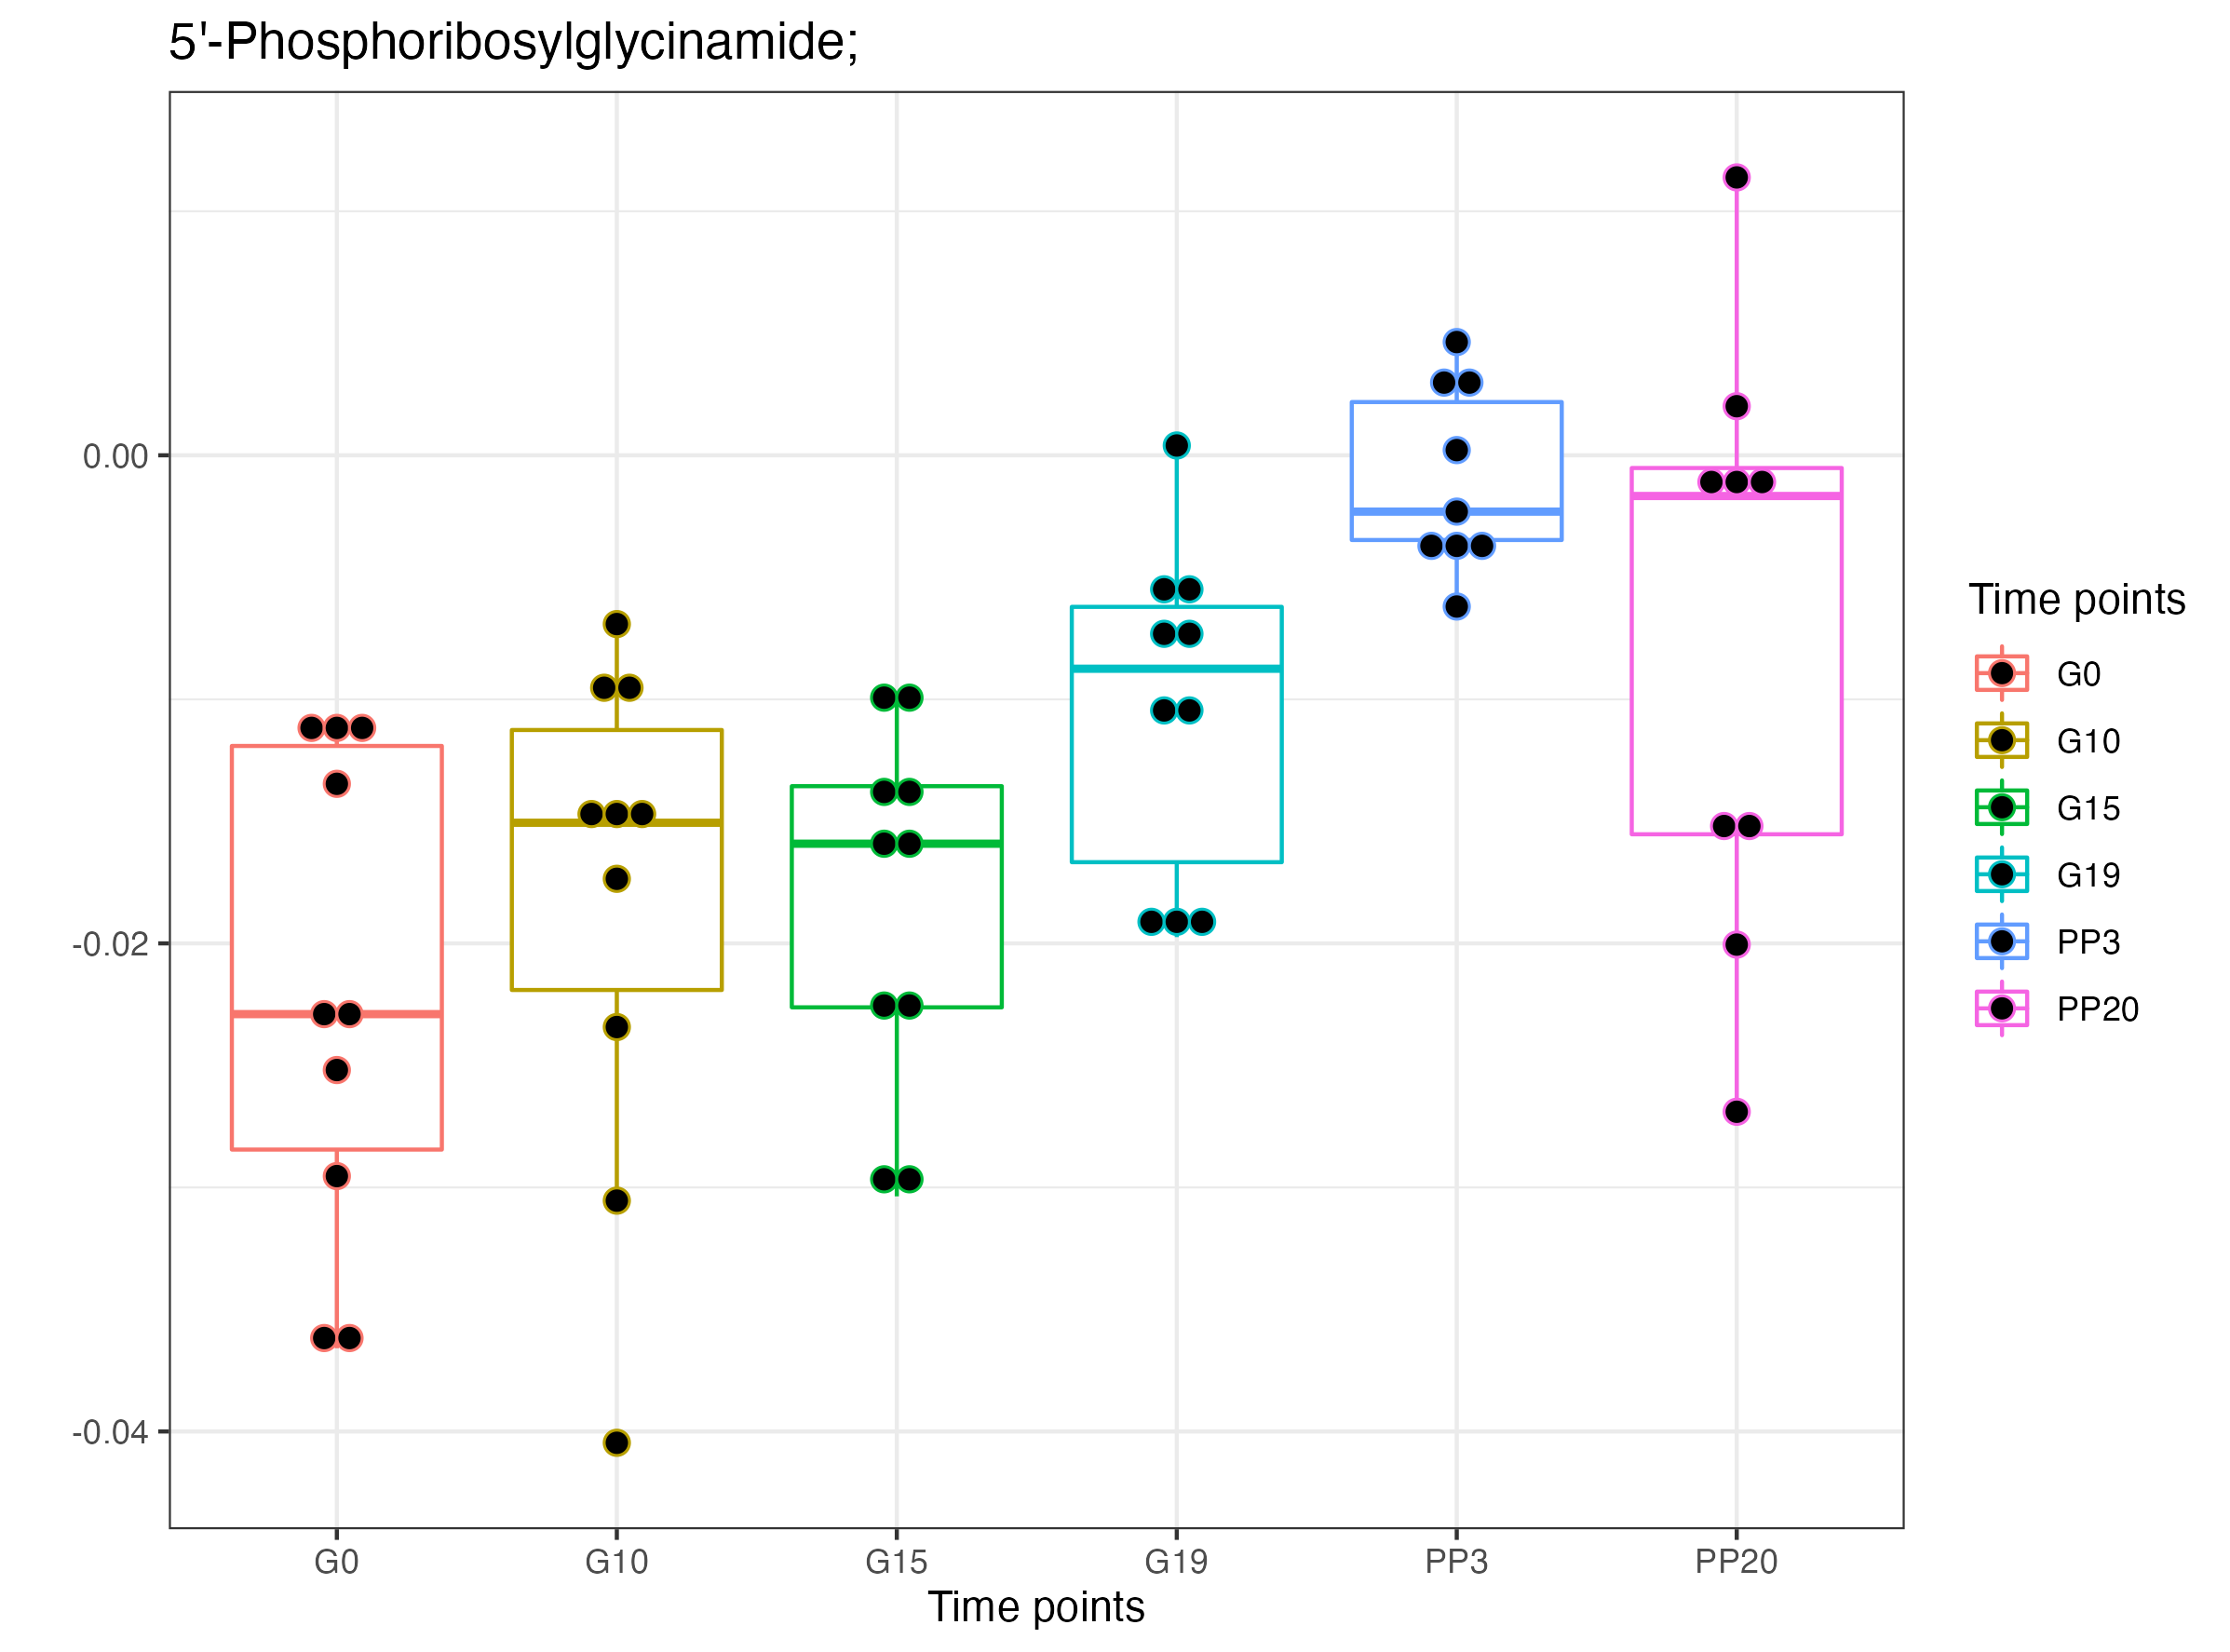 5'-Phosphoribosylglycinamide;
0.00
-0.02
-0.04
G0 G10 G15 G19 PP3 PP20
Time points
Time points
G0
G10
G15
G19
PP3
PP20